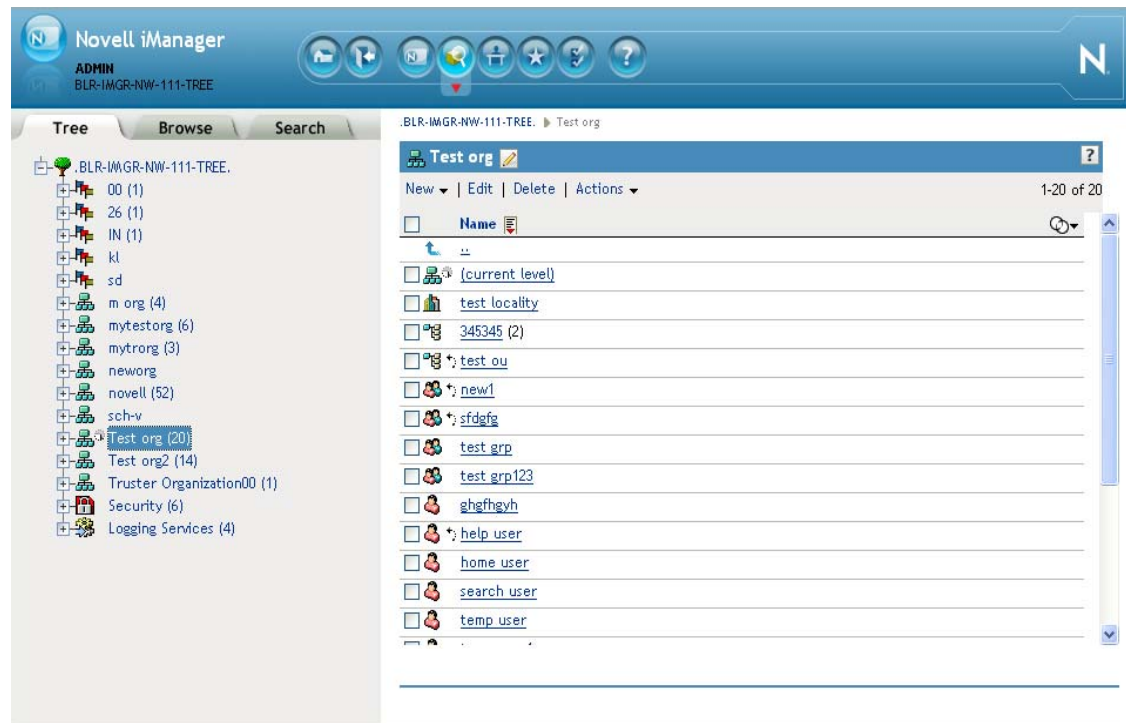 Novell iManager
ADMIN
BLR-IMGR-NW-111-TREE
N
Tree Browse Search
.BLR-IMGR-NW-111-TREE.
00 (1)
26 (1)
IN (1)
kl
sd
m org (4)
mytestorg (6)
mytrorg (3)
neworg
novell (52)
sch-v
Test org (20)
Test org2 (14)
Truster Organization00 (1)
Security (6)
Logging Services (4)
.BLR-IMGR-NW-111-TREE. Test org
Test org ?
New | Edit | Delete | Actions 1-20 of 20
Name
..
(current level)
test locality
345345 (2)
test ou
new1
sfdgfg
test grp
test grp123
ghgfhgyh
help user
home user
search user
temp user